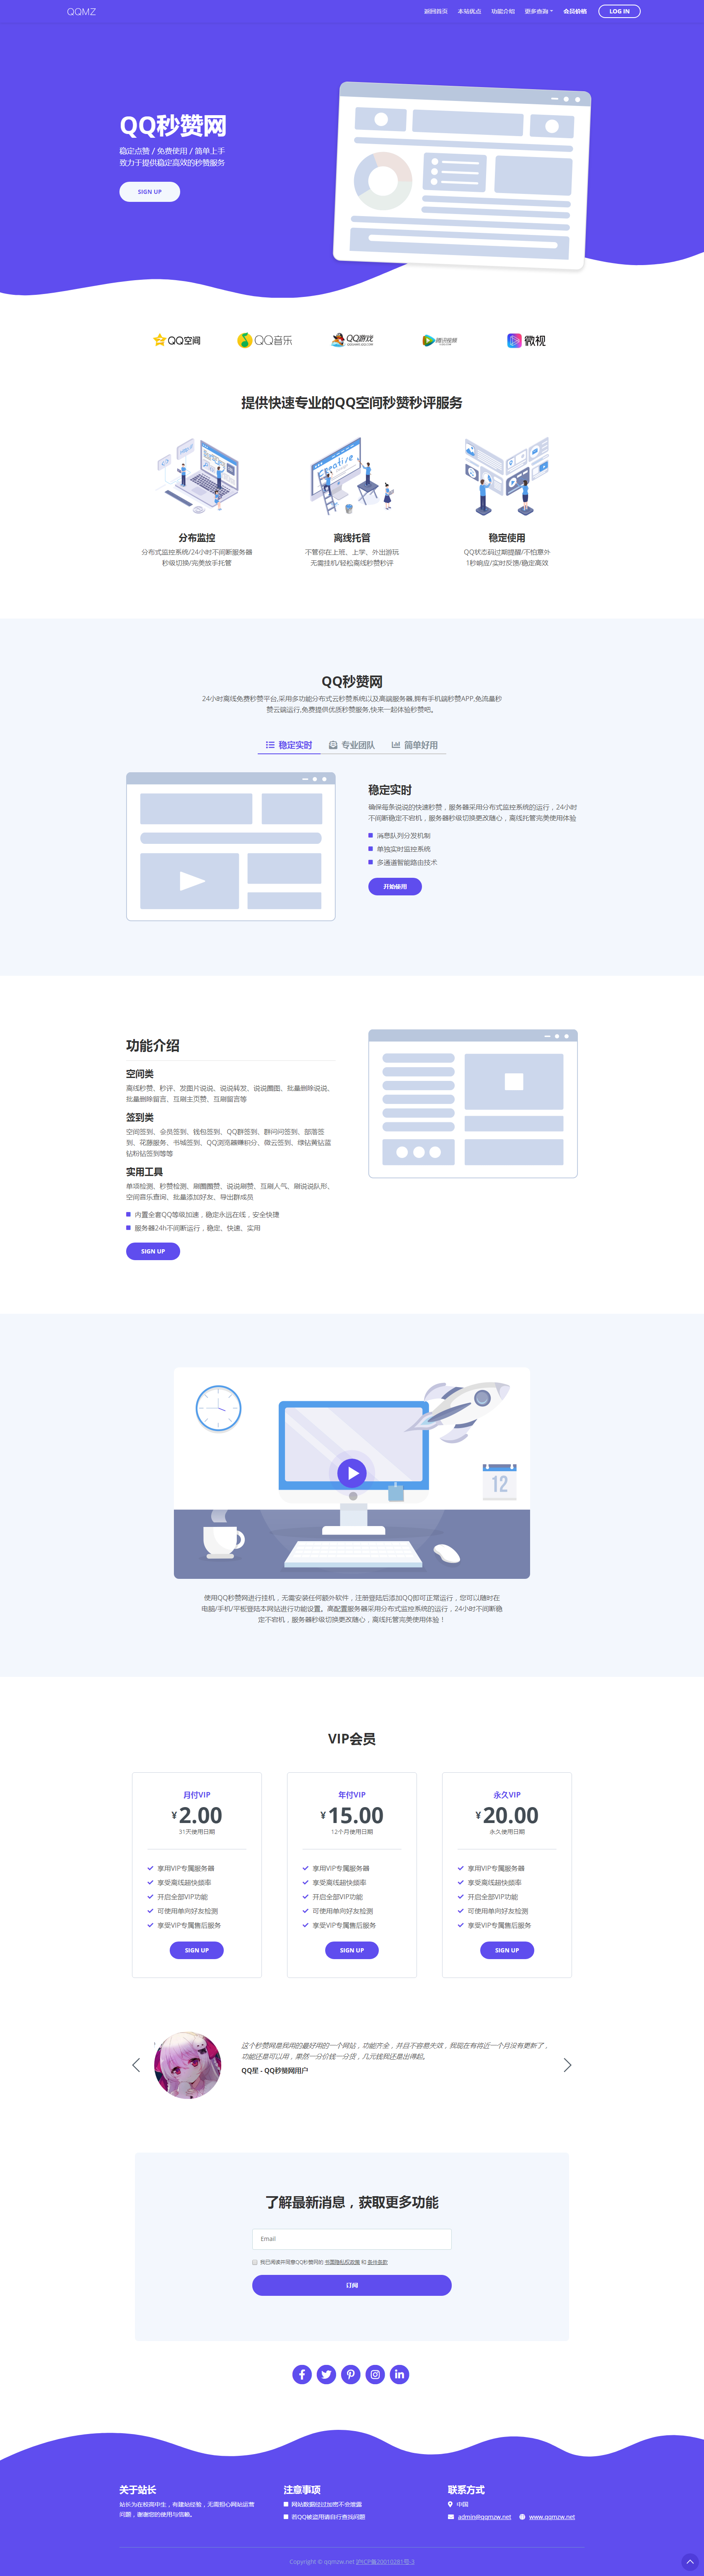 QQMZ
返回首页 本站优点 功能介绍 更多查询 会员价格 LOG IN
QQ秒赞网
稳定点赞 / 免费使用 / 简单上手
致力于提供稳定高效的秒赞服务
SIGN UP
QQ空间 QQ音乐 QQ游戏 腾讯视频 微视
提供快速专业的QQ空间秒赞秒评服务
Creative
分布监控
分布式监控系统/24小时不间断服务器
秒级切换/完美放手托管
离线托管
不管你在上班、上学、外出游玩
无需挂机/轻松离线秒赞秒评
稳定使用
QQ状态码过期提醒/不怕意外
1秒响应/实时反馈/稳定高效
QQ秒赞网
24小时离线免费秒赞平台,采用多功能分布式云秒赞系统以及高端服务器,拥有手机端秒赞APP,免流量秒
赞云端运行,免费提供优质秒赞服务,快来一起体验秒赞吧。
稳定实时 专业团队 简单好用
稳定实时
确保每条说说的快速秒赞，服务器采用分布式监控系统的运行，24小时
不间断稳定不宕机，服务器秒级切换更改随心，离线托管完美使用体验
消息队列分发机制
单独实时监控系统
多通道智能路由技术
开始使用
功能介绍
空间类
离线秒赞、秒评、发图片说说、说说转发、说说圈图、批量删除说说、
批量删除留言、互刷主页赞、互刷留言等
签到类
空间签到、会员签到、钱包签到、QQ群签到、群问问签到、部落签
到、花藤服务、书城签到、QQ浏览器赚积分、微云签到、绿钻黄钻蓝
钻粉钻签到等等
实用工具
单项检测、秒赞检测、刷圈圈赞、说说刷赞、互刷人气、刷说说队形、
空间音乐查询、批量添加好友、导出群成员
内置全套QQ等级加速，稳定永远在线，安全快捷
服务器24h不间断运行，稳定、快速、实用
SIGN UP
12
使用QQ秒赞网进行挂机，无需安装任何额外软件，注册登陆后添加QQ即可正常运行，您可以随时在
电脑/手机/平板登陆本网站进行功能设置。高配置服务器采用分布式监控系统的运行，24小时不间断稳
定不宕机，服务器秒级切换更改随心，离线托管完美使用体验！
VIP会员
月付VIP
¥2.00
31天使用日期
享用VIP专属服务器
享受离线超快频率
开启全部VIP功能
可使用单向好友检测
享受VIP专属售后服务
SIGN UP
年付VIP
¥15.00
12个月使用日期
享用VIP专属服务器
享受离线超快频率
开启全部VIP功能
可使用单向好友检测
享受VIP专属售后服务
SIGN UP
永久VIP
¥20.00
永久使用日期
享用VIP专属服务器
享受离线超快频率
开启全部VIP功能
可使用单向好友检测
享受VIP专属售后服务
SIGN UP
这个秒赞网是我用的最好用的一个网站，功能齐全，并且不容易失效，我现在有将近一个月没有更新了，
功能还是可以用，果然一分价钱一分货，几元钱我还是出得起。
QQ星 - QQ秒赞网用户
了解最新消息，获取更多功能
Email
我已阅读并同意QQ秒赞网的 书面隐私权政策 和 条件条款
订阅
关于站长
站长为在校高中生，有建站经验，无需担心网站运营
问题，谢谢您的使用与信赖。
注意事项
网站数据经过加密不会泄露
若QQ被盗用请自行查找问题
联系方式
中国
admin@qqmzw.net www.qqmzw.net
Copyright © qqmzw.net